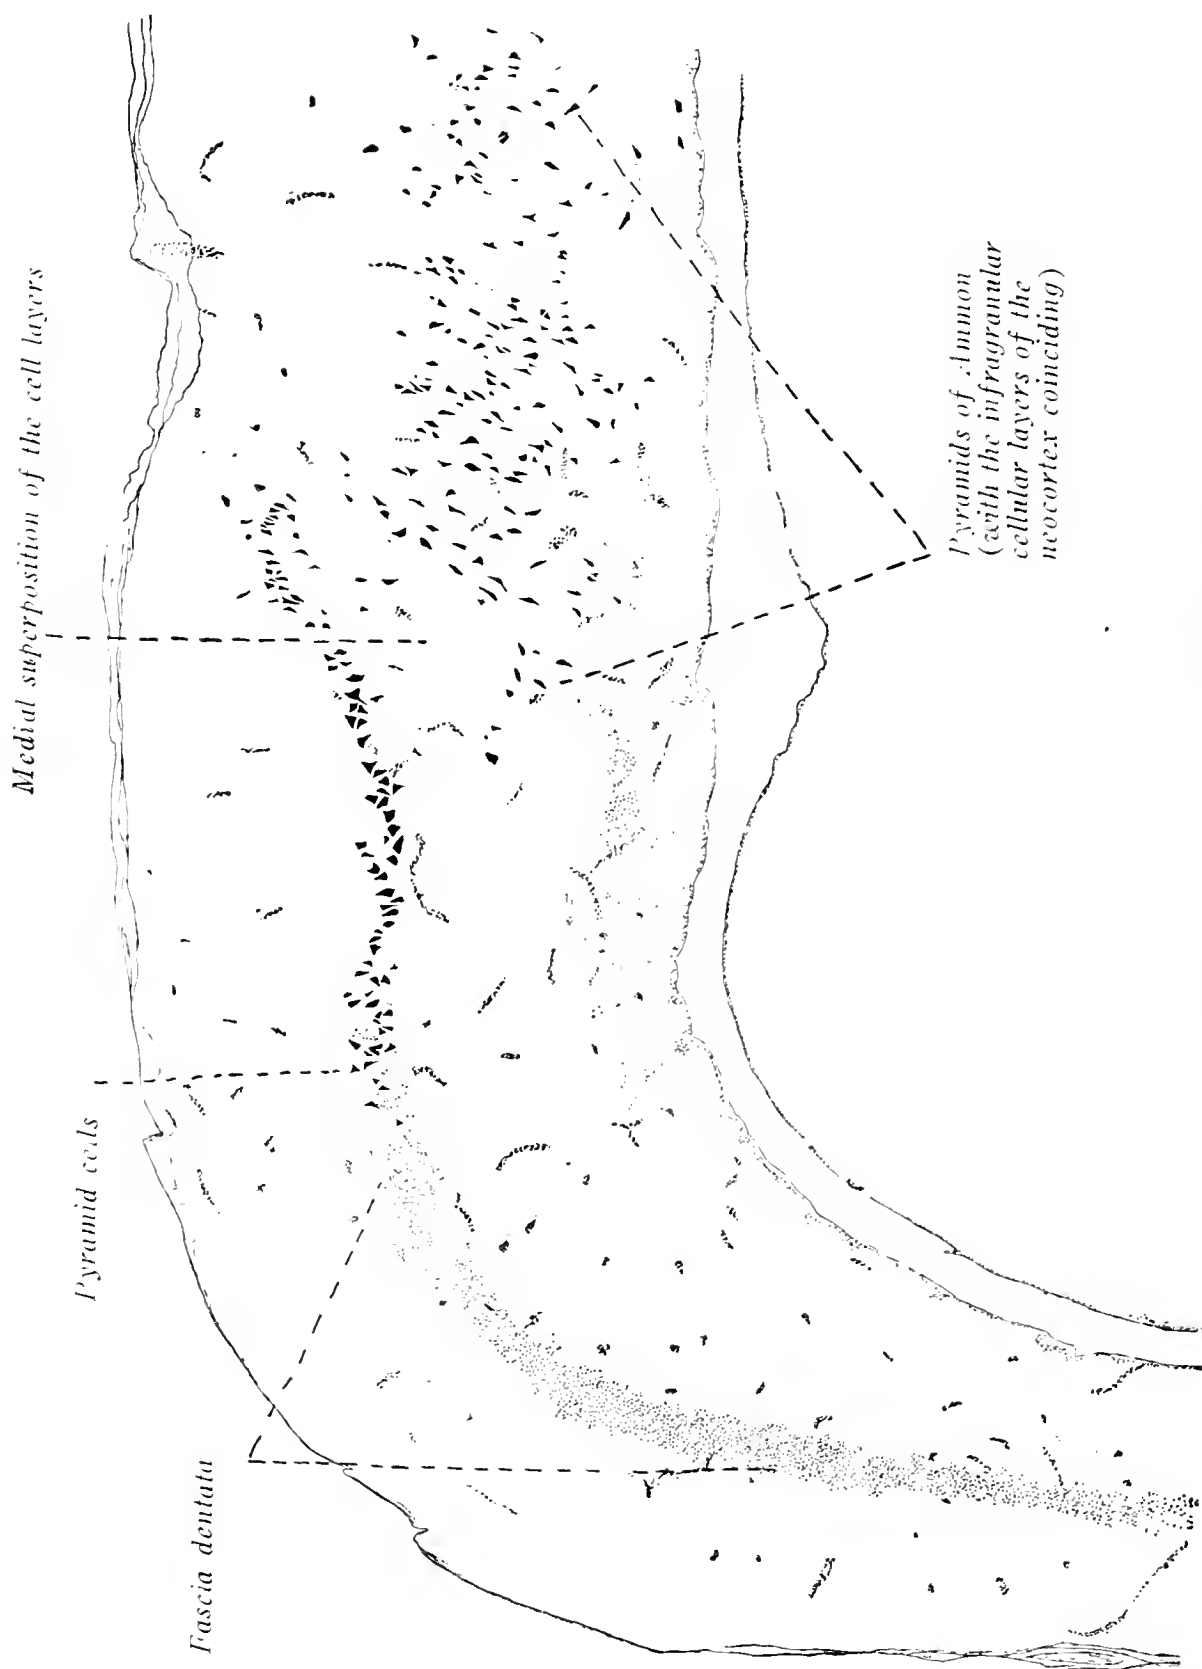 Medial superposition of the cell layers
Pyramid cells
Fascia dentata
Pyramids of Ammon
(with the infragranular
cellular layers of the
neocortex coinciding)